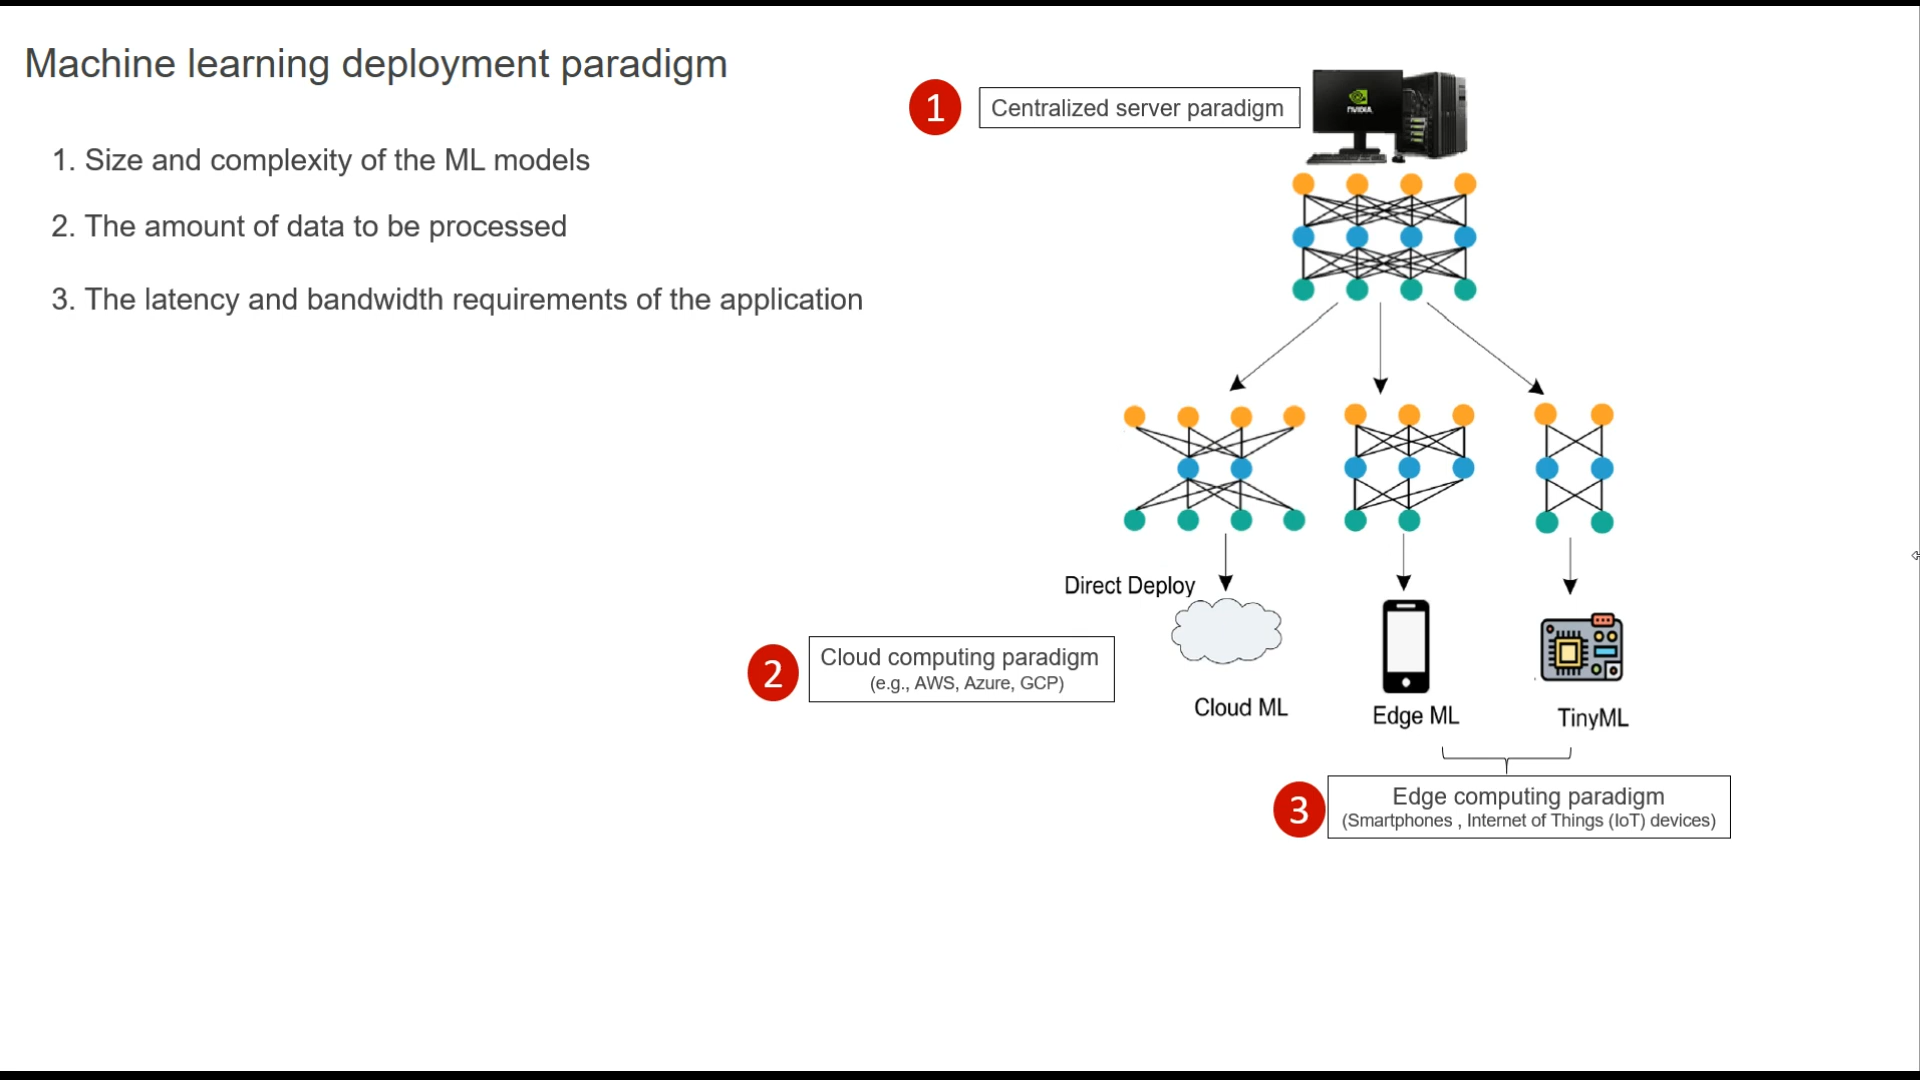 Machine learning deployment paradigm
1. Size and complexity of the ML models
2. The amount of data to be processed
3. The latency and bandwidth requirements of the application
1
Centralized server paradigm
NVIDIA
Direct Deploy
2
Cloud computing paradigm
(e.g., AWS, Azure, GCP)
Cloud ML
Edge ML
TinyML
3
Edge computing paradigm
(Smartphones , Internet of Things (IoT) devices)